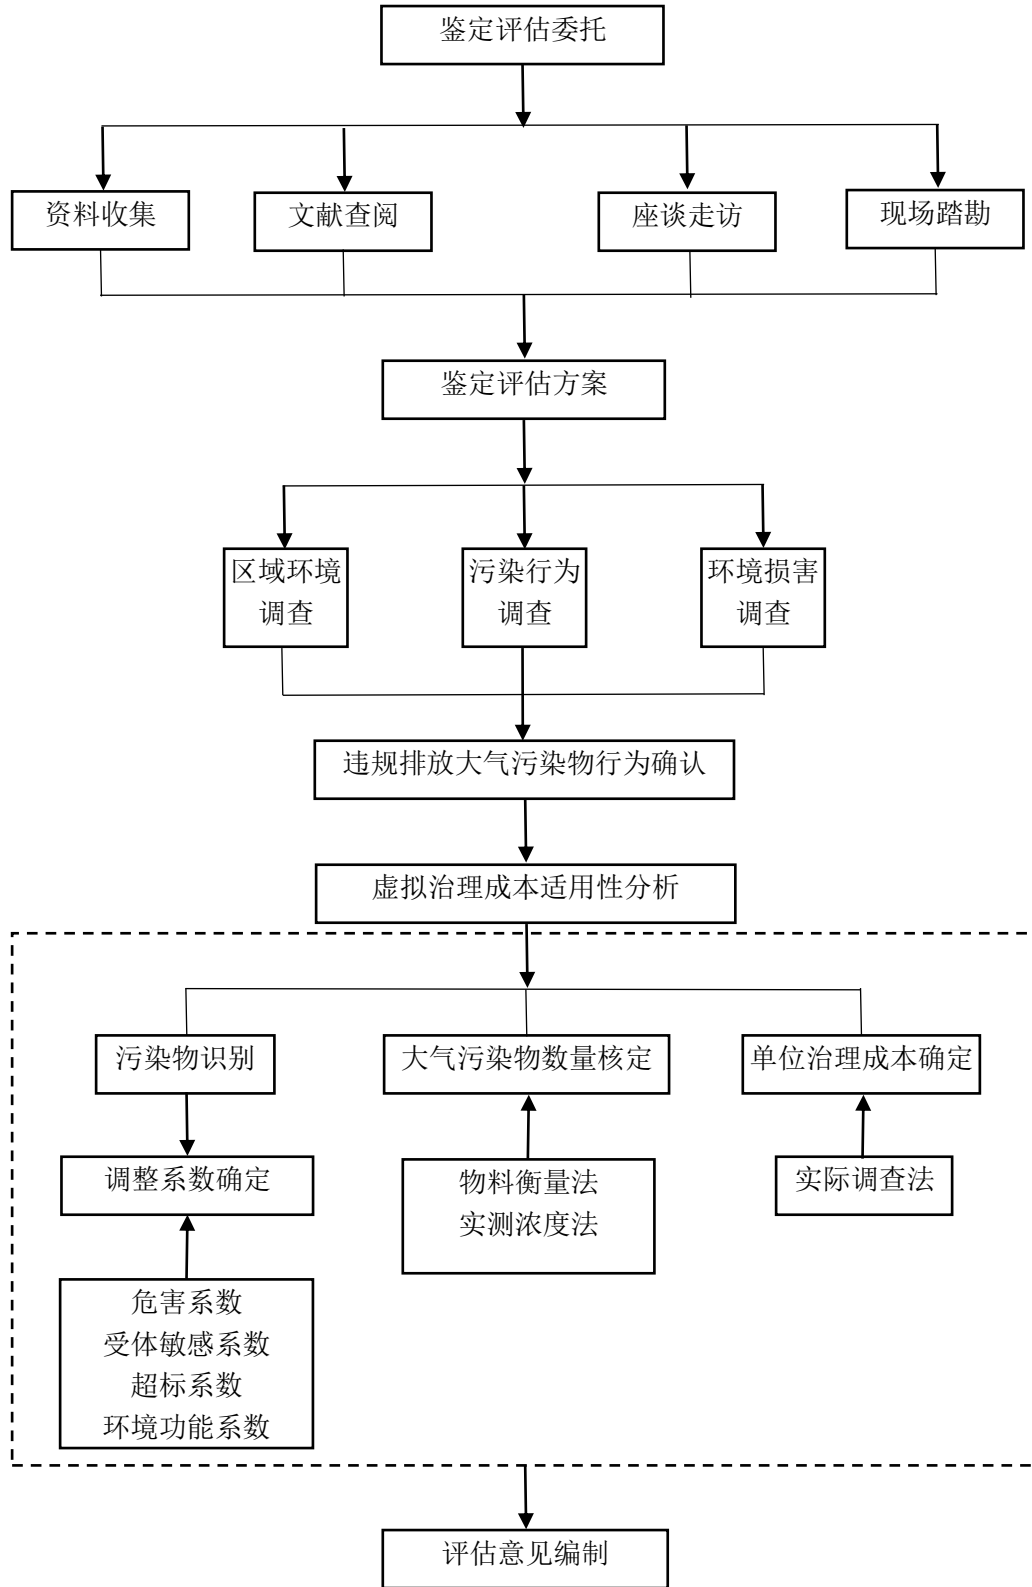 鉴定评估委托
资料收集
文献查阅
座谈走访
现场踏勘
鉴定评估方案
区域环境
调查
污染行为
调查
环境损害
调查
违规排放大气污染物行为确认
虚拟治理成本适用性分析
污染物识别
大气污染物数量核定
单位治理成本确定
调整系数确定
物料衡量法
实测浓度法
实际调查法
危害系数
受体敏感系数
超标系数
环境功能系数
评估意见编制